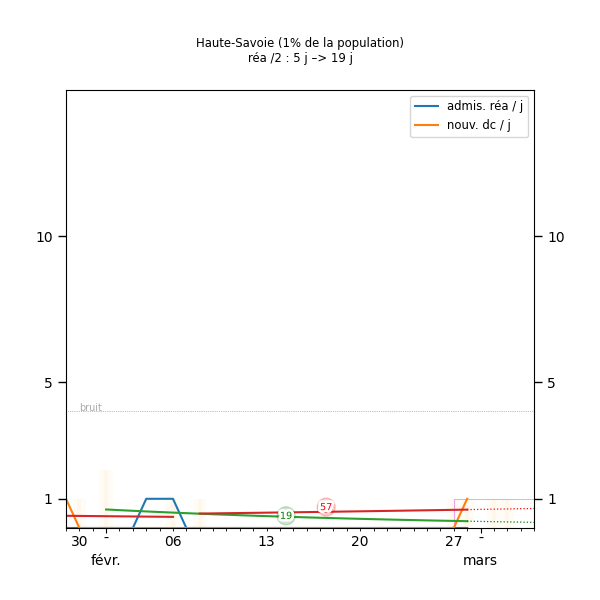 Haute-Savoie (1% de la population)
réa /2 : 5 j –> 19 j
admis. réa / j
nouv. dc / j
10 10
5 5
bruit
1 1
57
19
30 - 06 13 20 27 -
févr. mars